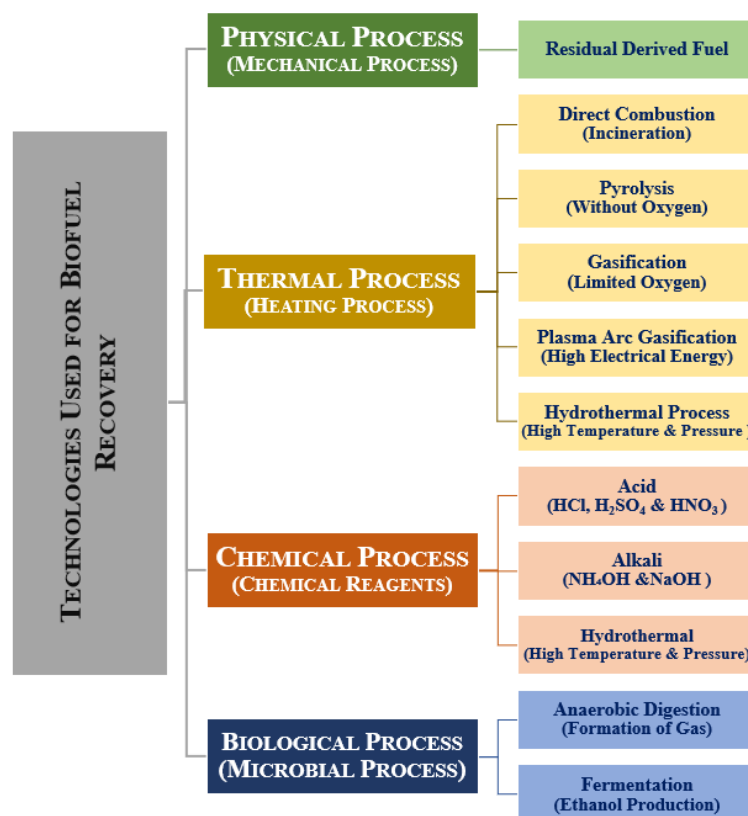 TECHNOLOGIES USED FOR BIOFUEL
RECOVERY
PHYSICAL PROCESS
(MECHANICAL PROCESS)
Residual Derived Fuel
THERMAL PROCESS
(HEATING PROCESS)
Direct Combustion
(Incineration)
Pyrolysis
(Without Oxygen)
Gasification
(Limited Oxygen)
Plasma Arc Gasification
(High Electrical Energy)
Hydrothermal Process
(High Temperature & Pressure )
CHEMICAL PROCESS
(CHEMICAL REAGENTS)
Acid
(HCl, H₂SO₄ & HNO₃ )
Alkali
(NH₄OH &NaOH )
Hydrothermal
(High Temperature & Pressure)
BIOLOGICAL PROCESS
(MICROBIAL PROCESS)
Anaerobic Digestion
(Formation of Gas)
Fermentation
(Ethanol Production)